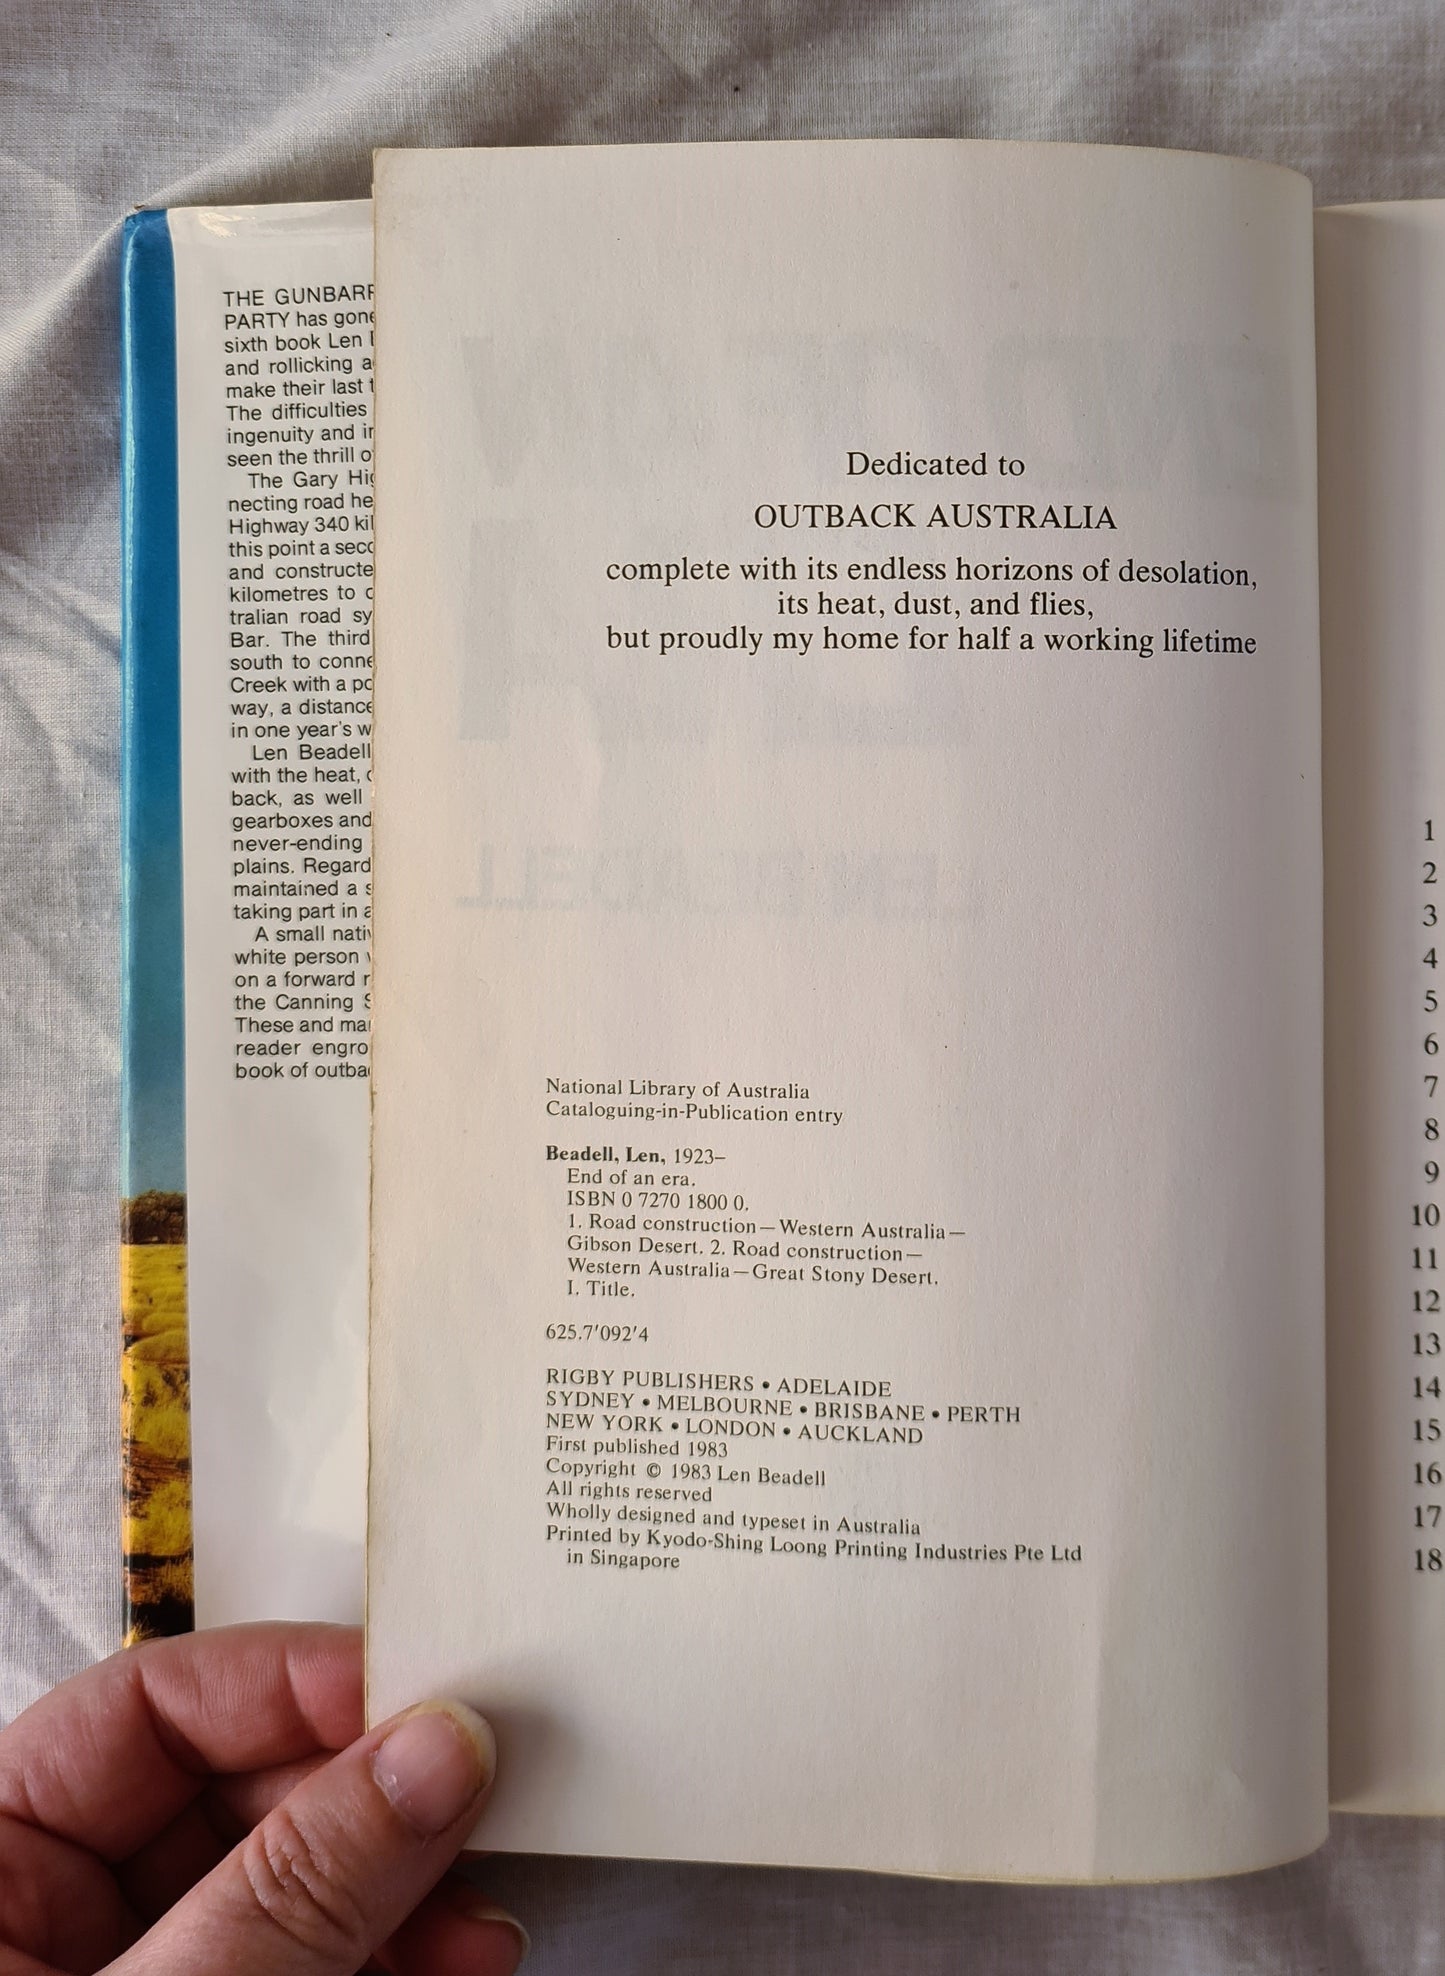 THE GUNBARR
PARTY has gone
sixth book Len
and rollicking
make their last
The difficulties
ingenuity and
seen the thrill
The Gary
necting road
Highway 340
this point a
and constructe
kilometres to
tralian road
Bar. The third
south to conne
Creek with a
way, a distance
in one year's
Len Beadell
with the heat,
back, as well
gearboxes and
never-ending
plains. Regard
maintained a
taking part in
A small
white person
on a forward
the Canning
These and
reader engro
book of outba
Dedicated to
OUTBACK AUSTRALIA
complete with its endless horizons of desolation,
its heat, dust, and flies,
but proudly my home for half a working lifetime
National Library of Australia
Cataloguing-in-Publication entry
Beadell, Len, 1923–
End of an era.
ISBN 0 7270 1800 0.
1. Road construction—Western Australia—
Gibson Desert. 2. Road construction—
Western Australia—Great Stony Desert.
I. Title.
625.7'092'4
RIGBY PUBLISHERS • ADELAIDE
SYDNEY • MELBOURNE • BRISBANE • PERTH
NEW YORK • LONDON • AUCKLAND
First published 1983
Copyright © 1983 Len Beadell
All rights reserved
Wholly designed and typeset in Australia
Printed by Kyodo-Shing Loong Printing Industries Pte Ltd
in Singapore
1
2
3
4
5
6
7
8
9
10
11
12
13
14
15
16
17
18